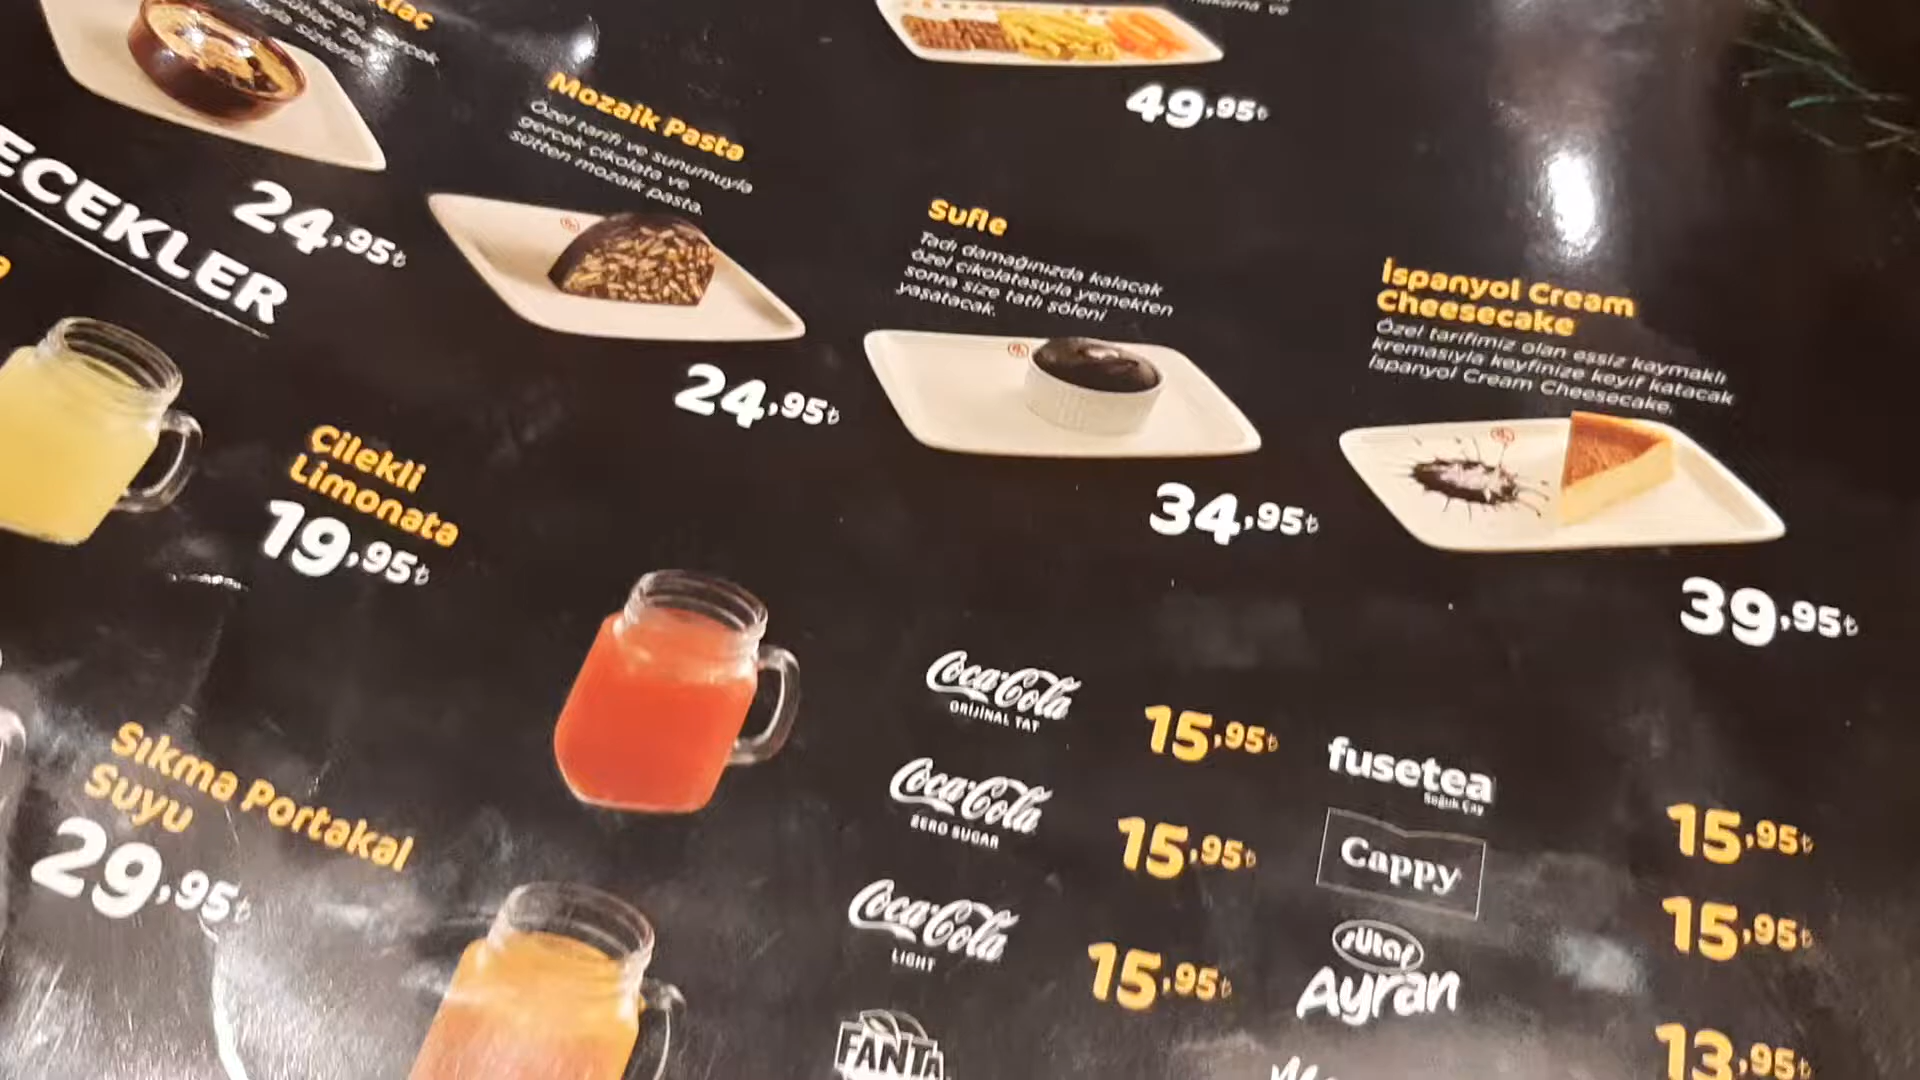 24,95₺
Mozaik Pasta
Özel tarifi ve sunumuyla
gerçek çikolata ve
sütten mozaik pasta.
24,95₺
49,95₺
Sufle
Tadı damağınızda kalacak
özel çikolatasıyla yemekten
sonra size tatlı şöleni
yaşatacak.
34,95₺
İspanyol Cream
Cheesecake
Özel tarifimiz olan eşsiz kaymaklı
kremasıyla keyfinize keyif katacak
İspanyol Cream Cheesecake.
39,95₺
ECEKLER
Çilekli
Limonata
19,95₺
Sıkma Portakal
Suyu
29,95₺
Coca-Cola
ORİJİNAL TAT
15,95₺
Coca-Cola
ZERO SUGAR
15,95₺
Coca-Cola
LIGHT
15,95₺
FANTA
fusetea
Soğuk Çay
15,95₺
Cappy
15,95₺
sütaş
Ayran
13,95₺